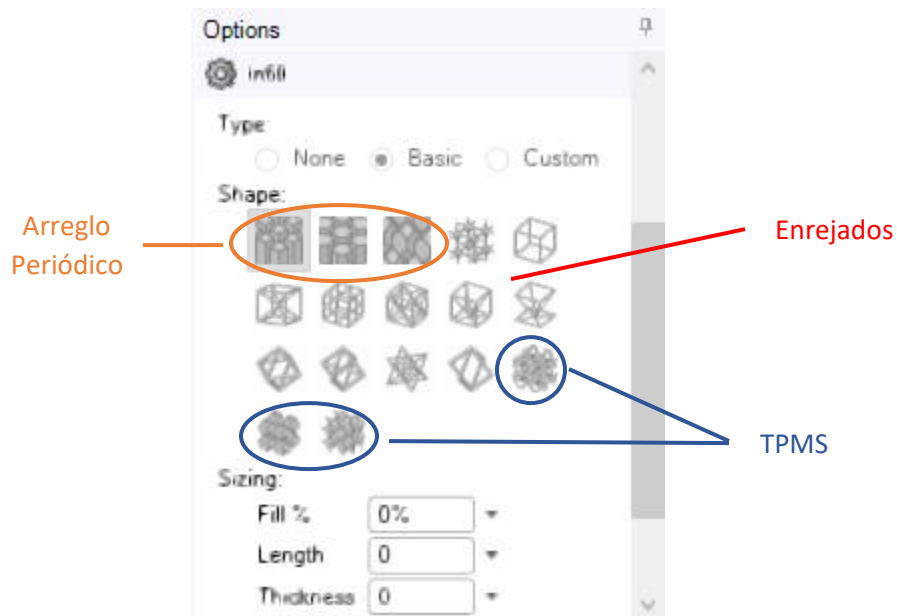 Options
infill
Type:
None Basic Custom
Shape:
Arreglo
Periódico
Enrejados
TPMS
Sizing:
Fill % 0%
Length 0
Thickness 0